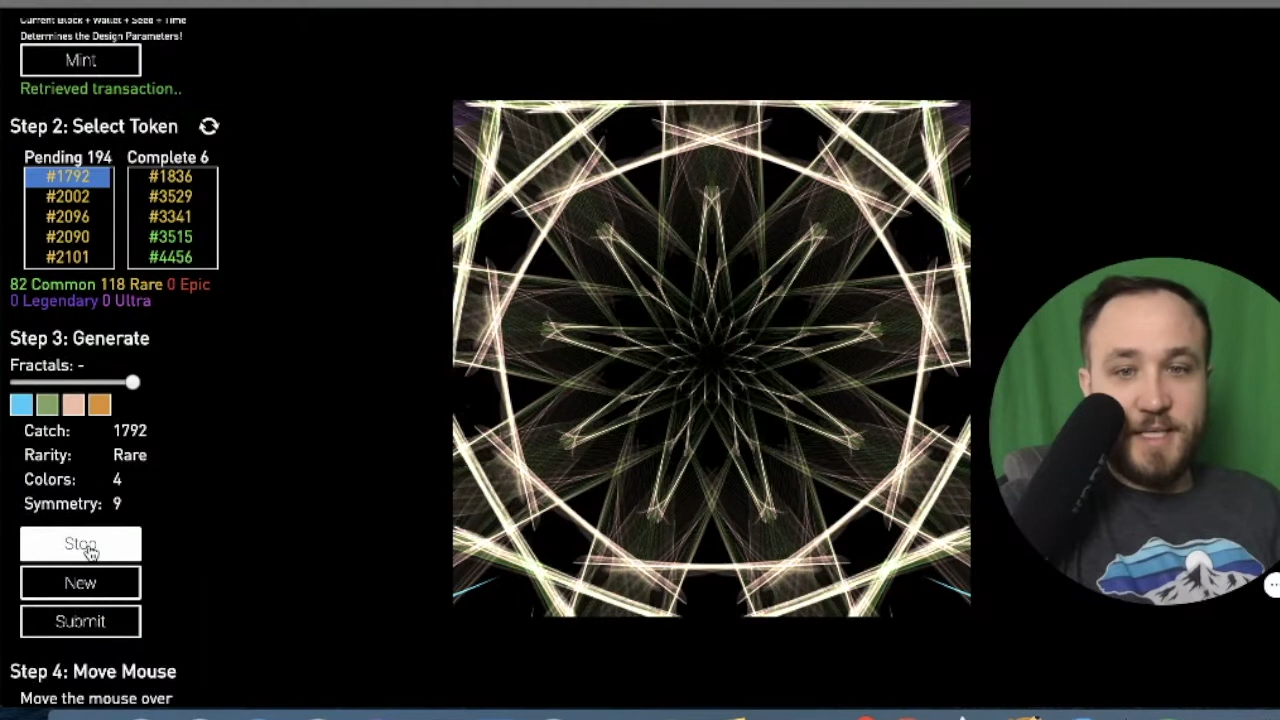 Current Block + Wallet + Seed + Time
Determines the Design Parameters!
Mint
Retrieved transaction..
Step 2: Select Token
Pending 194 Complete 6
#1792 #1836
#2002 #3529
#2096 #3341
#2090 #3515
#2101 #4456
82 Common 118 Rare 0 Epic
0 Legendary 0 Ultra
Step 3: Generate
Fractals: -
Catch: 1792
Rarity: Rare
Colors: 4
Symmetry: 9
Stop
New
Submit
Step 4: Move Mouse
Move the mouse over